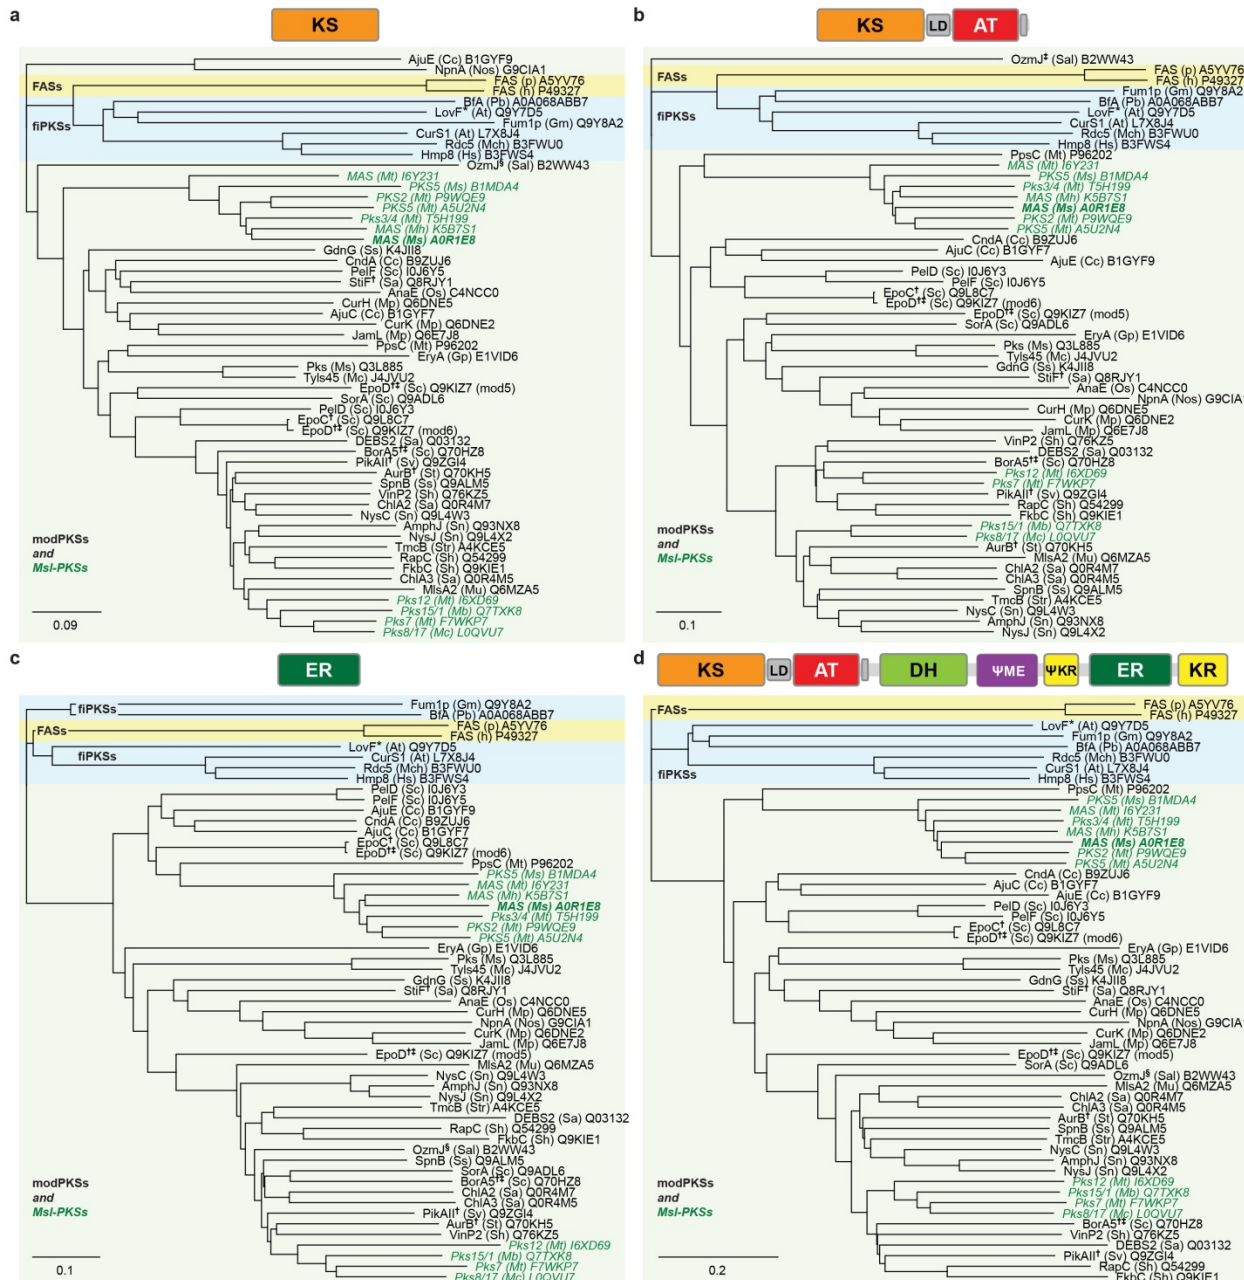 a
KS
AjuE (Cc) B1GYF9
NpnA (Nos) G9CIA1
FASs
FAS (p) A5YV76
FAS (h) P49327
fiPKSs
BfA (Pb) A0A068ABB7
LovF* (At) Q9Y7D5
Fum1p (Gm) Q9Y8A2
CurS1 (At) L7X8J4
Rdc5 (Mch) B3FWU0
Hmp8 (Hs) B3FWS4
OzmJ§ (Sal) B2WW43
MAS (Mt) I6Y231
PKS5 (Ms) B1MDA4
PKS2 (Mt) P9WQE9
PKS5 (Mt) A5U2N4
Pks3/4 (Mt) T5H199
MAS (Mh) K5B7S1
MAS (Ms) A0R1E8
GdnG (Ss) K4JII8
CndA (Cc) B9ZUJ6
PelF (Sc) I0J6Y5
StiF† (Sa) Q8RJY1
AnaE (Os) C4NCC0
CurH (Mp) Q6DNE5
AjuC (Cc) B1GYF7
CurK (Mp) Q6DNE2
JamL (Mp) Q6E7J8
PpsC (Mt) P96202
EryA (Gp) E1VID6
Pks (Ms) Q3L885
Tyls45 (Mc) J4JVU2
EpoD†‡ (Sc) Q9KIZ7 (mod5)
SorA (Sc) Q9ADL6
PelD (Sc) I0J6Y3
EpoC† (Sc) Q9L8C7
EpoD†‡ (Sc) Q9KIZ7 (mod6)
DEBS2 (Sa) Q03132
BorA5†‡ (Sc) Q70HZ8
PikAII† (Sv) Q9ZGI4
AurB† (St) Q70KH5
SpnB (Ss) Q9ALM5
VinP2 (Sh) Q76KZ5
ChlA2 (Sa) Q0R4M7
NysC (Sn) Q9L4W3
AmphJ (Sn) Q93NX8
NysJ (Sn) Q9L4X2
TmcB (Str) A4KCE5
RapC (Sh) Q54299
FkbC (Sh) Q9KIE1
ChlA3 (Sa) Q0R4M5
MlsA2 (Mu) Q6MZA5
Pks12 (Mt) I6XD69
Pks15/1 (Mb) Q7TXK8
Pks7 (Mt) F7WKP7
Pks8/17 (Mc) L0QVU7
modPKSs
and
Msl-PKSs
0.09
b
KS LD AT
OzmJ‡ (Sal) B2WW43
FASs
FAS (p) A5YV76
FAS (h) P49327
fiPKSs
Fum1p (Gm) Q9Y8A2
BfA (Pb) A0A068ABB7
LovF* (At) Q9Y7D5
CurS1 (At) L7X8J4
Rdc5 (Mch) B3FWU0
Hmp8 (Hs) B3FWS4
PpsC (Mt) P96202
MAS (Mt) I6Y231
PKS5 (Ms) B1MDA4
Pks3/4 (Mt) T5H199
MAS (Mh) K5B7S1
MAS (Ms) A0R1E8
PKS2 (Mt) P9WQE9
PKS5 (Mt) A5U2N4
CndA (Cc) B9ZUJ6
AjuC (Cc) B1GYF7
AjuE (Cc) B1GYF9
PelD (Sc) I0J6Y3
PelF (Sc) I0J6Y5
EpoC† (Sc) Q9L8C7
EpoD†‡ (Sc) Q9KIZ7 (mod6)
EpoD†‡ (Sc) Q9KIZ7 (mod5)
SorA (Sc) Q9ADL6
EryA (Gp) E1VID6
Pks (Ms) Q3L885
Tyls45 (Mc) J4JVU2
GdnG (Ss) K4JII8
StiF† (Sa) Q8RJY1
AnaE (Os) C4NCC0
NpnA (Nos) G9CIA1
CurH (Mp) Q6DNE5
CurK (Mp) Q6DNE2
JamL (Mp) Q6E7J8
VinP2 (Sh) Q76KZ5
DEBS2 (Sa) Q03132
BorA5†‡ (Sc) Q70HZ8
Pks12 (Mt) I6XD69
Pks7 (Mt) F7WKP7
PikAII† (Sv) Q9ZGI4
RapC (Sh) Q54299
FkbC (Sh) Q9KIE1
Pks15/1 (Mb) Q7TXK8
Pks8/17 (Mc) L0QVU7
AurB† (St) Q70KH5
MlsA2 (Mu) Q6MZA5
ChlA2 (Sa) Q0R4M7
ChlA3 (Sa) Q0R4M5
SpnB (Ss) Q9ALM5
TmcB (Str) A4KCE5
NysC (Sn) Q9L4W3
AmphJ (Sn) Q93NX8
NysJ (Sn) Q9L4X2
modPKSs
and
Msl-PKSs
0.1
c
ER
fiPKSs
Fum1p (Gm) Q9Y8A2
BfA (Pb) A0A068ABB7
FASs
FAS (p) A5YV76
FAS (h) P49327
fiPKSs
LovF* (At) Q9Y7D5
CurS1 (At) L7X8J4
Rdc5 (Mch) B3FWU0
Hmp8 (Hs) B3FWS4
PelD (Sc) I0J6Y3
PelF (Sc) I0J6Y5
AjuE (Cc) B1GYF9
CndA (Cc) B9ZUJ6
AjuC (Cc) B1GYF7
EpoC† (Sc) Q9L8C7
EpoD†‡ (Sc) Q9KIZ7 (mod6)
PpsC (Mt) P96202
PKS5 (Ms) B1MDA4
MAS (Mt) I6Y231
MAS (Mh) K5B7S1
MAS (Ms) A0R1E8
Pks3/4 (Mt) T5H199
PKS2 (Mt) P9WQE9
PKS5 (Mt) A5U2N4
EryA (Gp) E1VID6
Pks (Ms) Q3L885
Tyls45 (Mc) J4JVU2
GdnG (Ss) K4JII8
StiF† (Sa) Q8RJY1
AnaE (Os) C4NCC0
CurH (Mp) Q6DNE5
NpnA (Nos) G9CIA1
CurK (Mp) Q6DNE2
JamL (Mp) Q6E7J8
EpoD†‡ (Sc) Q9KIZ7 (mod5)
MlsA2 (Mu) Q6MZA5
NysC (Sn) Q9L4W3
AmphJ (Sn) Q93NX8
NysJ (Sn) Q9L4X2
TmcB (Str) A4KCE5
DEBS2 (Sa) Q03132
RapC (Sh) Q54299
FkbC (Sh) Q9KIE1
OzmJ§ (Sal) B2WW43
SpnB (Ss) Q9ALM5
SorA (Sc) Q9ADL6
BorA5†‡ (Sc) Q70HZ8
ChlA2 (Sa) Q0R4M7
ChlA3 (Sa) Q0R4M5
PikAII† (Sv) Q9ZGI4
AurB† (St) Q70KH5
VinP2 (Sh) Q76KZ5
Pks12 (Mt) I6XD69
Pks15/1 (Mb) Q7TXK8
Pks7 (Mt) F7WKP7
Pks8/17 (Mc) L0QVU7
modPKSs
and
Msl-PKSs
0.1
d
KS LD AT DH ΨME ΨKR ER KR
FASs
FAS (p) A5YV76
FAS (h) P49327
fiPKSs
LovF* (At) Q9Y7D5
Fum1p (Gm) Q9Y8A2
BfA (Pb) A0A068ABB7
Rdc5 (Mch) B3FWU0
CurS1 (At) L7X8J4
Hmp8 (Hs) B3FWS4
PpsC (Mt) P96202
PKS5 (Ms) B1MDA4
MAS (Mt) I6Y231
Pks3/4 (Mt) T5H199
MAS (Mh) K5B7S1
MAS (Ms) A0R1E8
PKS2 (Mt) P9WQE9
PKS5 (Mt) A5U2N4
CndA (Cc) B9ZUJ6
AjuC (Cc) B1GYF7
AjuE (Cc) B1GYF9
PelD (Sc) I0J6Y3
PelF (Sc) I0J6Y5
EpoC† (Sc) Q9L8C7
EpoD†‡ (Sc) Q9KIZ7 (mod6)
EryA (Gp) E1VID6
Pks (Ms) Q3L885
Tyls45 (Mc) J4JVU2
GdnG (Ss) K4JII8
StiF† (Sa) Q8RJY1
AnaE (Os) C4NCC0
CurH (Mp) Q6DNE5
NpnA (Nos) G9CIA1
CurK (Mp) Q6DNE2
JamL (Mp) Q6E7J8
EpoD†‡ (Sc) Q9KIZ7 (mod5)
SorA (Sc) Q9ADL6
OzmJ§ (Sal) B2WW43
MlsA2 (Mu) Q6MZA5
ChlA2 (Sa) Q0R4M7
ChlA3 (Sa) Q0R4M5
AurB† (St) Q70KH5
SpnB (Ss) Q9ALM5
TmcB (Str) A4KCE5
NysC (Sn) Q9L4W3
AmphJ (Sn) Q93NX8
NysJ (Sn) Q9L4X2
Pks12 (Mt) I6XD69
Pks15/1 (Mb) Q7TXK8
Pks7 (Mt) F7WKP7
Pks8/17 (Mc) L0QVU7
BorA5†‡ (Sc) Q70HZ8
VinP2 (Sh) Q76KZ5
DEBS2 (Sa) Q03132
PikAII† (Sv) Q9ZGI4
RapC (Sh) Q54299
FkbC (Sh) Q9KIE1
modPKSs
and
Msl-PKSs
0.2